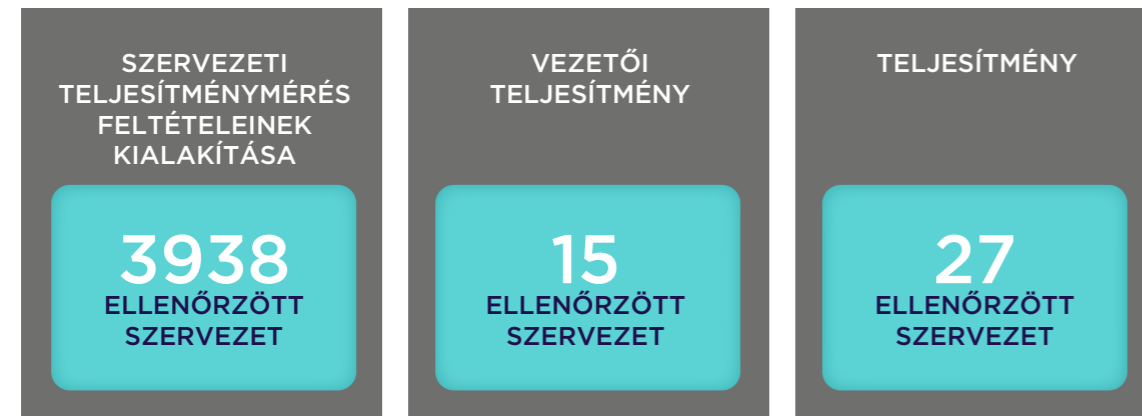 SZERVEZETI
TELJESÍTMÉNYMÉRÉS
FELTÉTELEINEK
KIALAKÍTÁSA
3938
ELLENŐRZÖTT
SZERVEZET
VEZETŐI
TELJESÍTMÉNY
15
ELLENŐRZÖTT
SZERVEZET
TELJESÍTMÉNY
27
ELLENŐRZÖTT
SZERVEZET